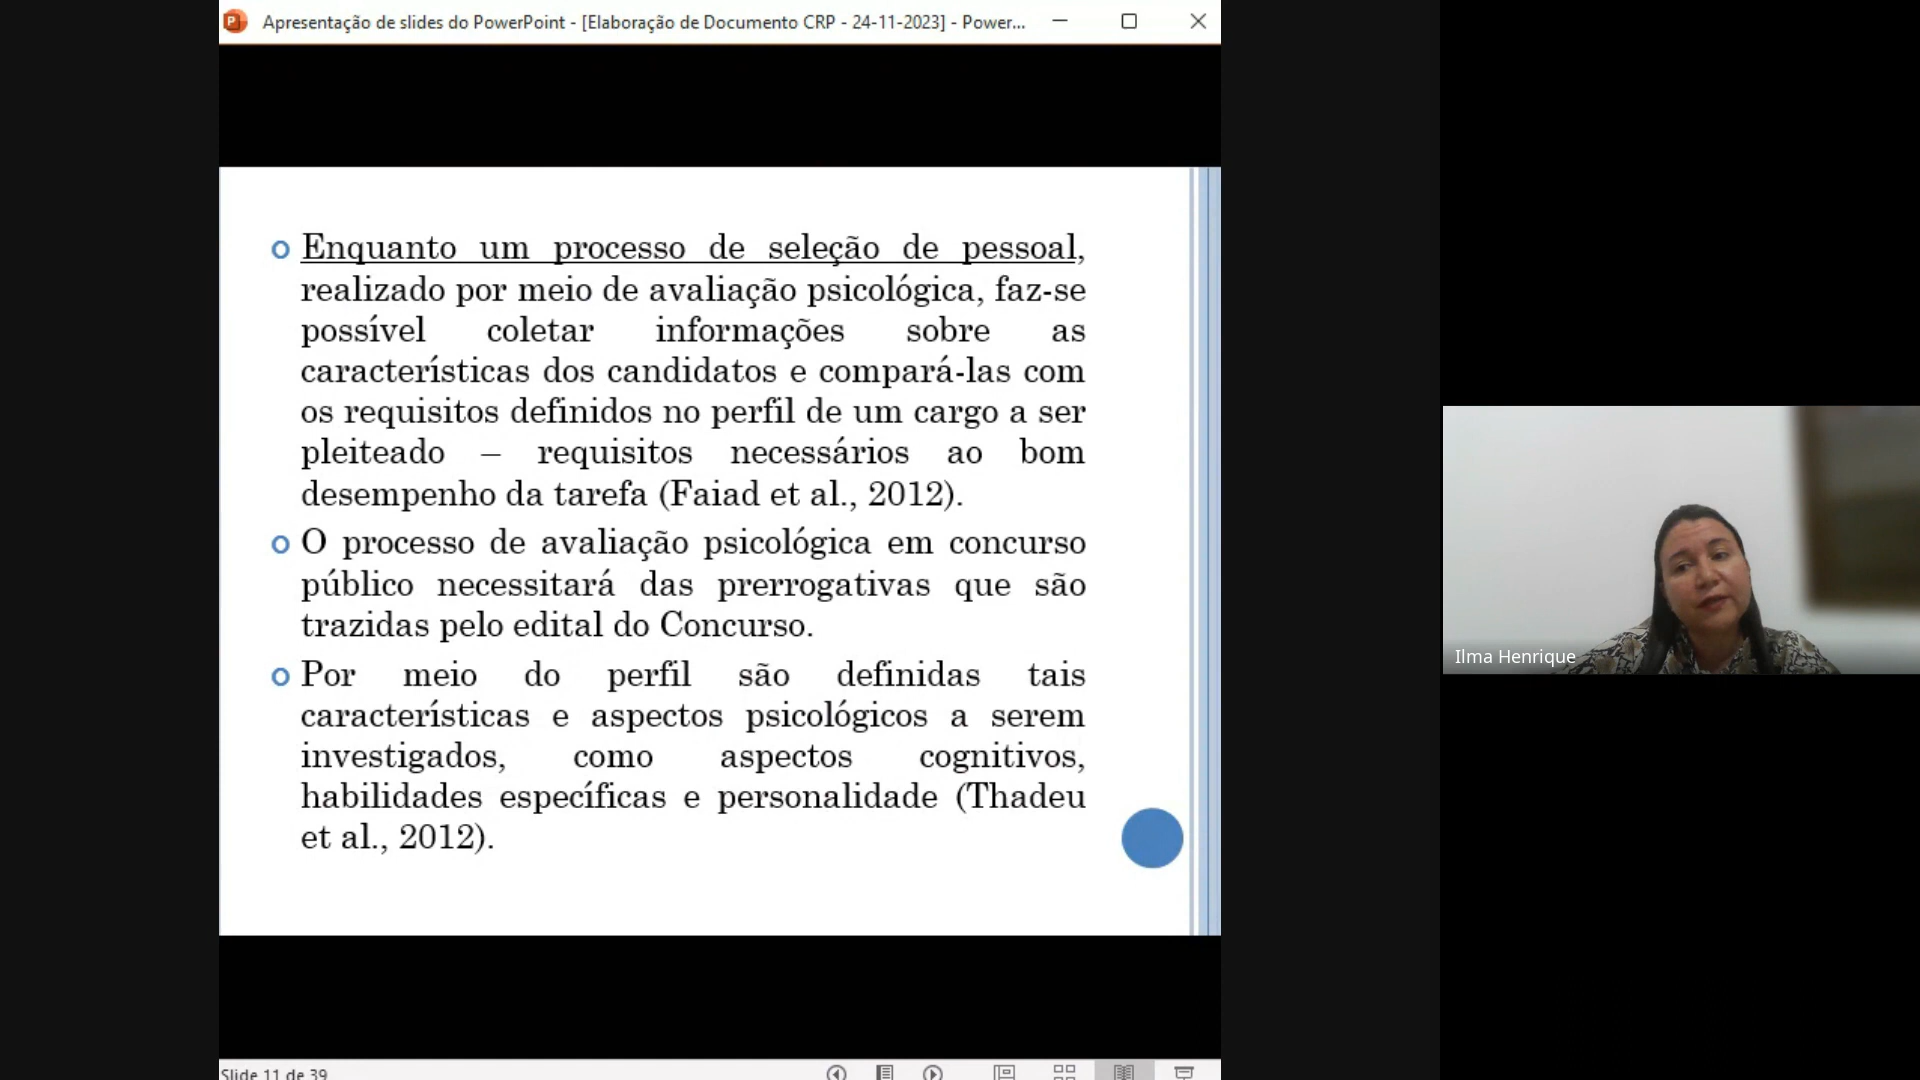 Apresentação de slides do PowerPoint - [Elaboração de Documento CRP - 24-11-2023] - Power...
Enquanto um processo de seleção de pessoal,
realizado por meio de avaliação psicológica, faz-se
possível coletar informações sobre as
características dos candidatos e compará-las com
os requisitos definidos no perfil de um cargo a ser
pleiteado – requisitos necessários ao bom
desempenho da tarefa (Faiad et al., 2012).
O processo de avaliação psicológica em concurso
público necessitará das prerrogativas que são
trazidas pelo edital do Concurso.
Por meio do perfil são definidas tais
características e aspectos psicológicos a serem
investigados, como aspectos cognitivos,
habilidades específicas e personalidade (Thadeu
et al., 2012).
Ilma Henrique
Slide 11 de 39